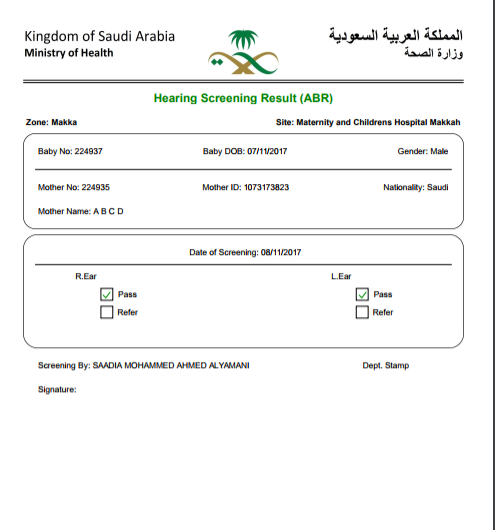 Kingdom of Saudi Arabia
Ministry of Health
المملكة العربية السعودية
وزارة الصحة
Hearing Screening Result (ABR)
Zone: Makka Site: Maternity and Childrens Hospital Makkah
Baby No: 224937 Baby DOB: 07/11/2017 Gender: Male
Mother No: 224935 Mother ID: 1073173823 Nationality: Saudi
Mother Name: A B C D
Date of Screening: 08/11/2017
R.Ear L.Ear
Pass Pass
Refer Refer
Screening By: SAADIA MOHAMMED AHMED ALYAMANI Dept. Stamp
Signature: